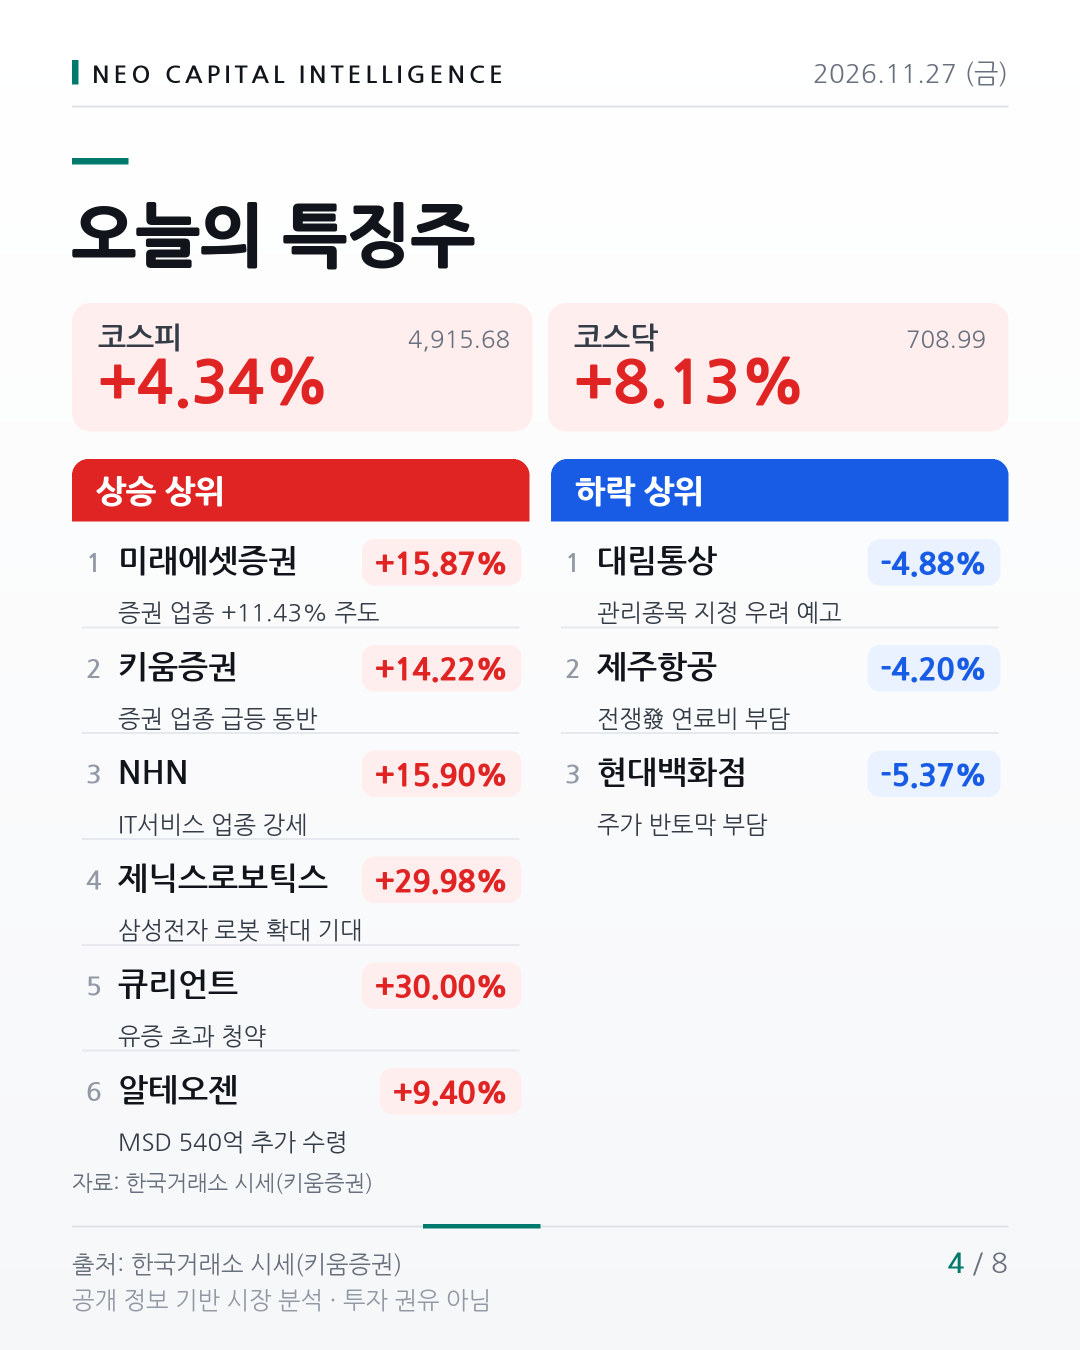 NEO CAPITAL INTELLIGENCE
2026.11.27 (금)
오늘의 특징주
코스피 4,915.68
+4.34%
코스닥 708.99
+8.13%
상승 상위
1 미래에셋증권 +15.87%
증권 업종 +11.43% 주도
2 키움증권 +14.22%
증권 업종 급등 동반
3 NHN +15.90%
IT서비스 업종 강세
4 제닉스로보틱스 +29.98%
삼성전자 로봇 확대 기대
5 큐리언트 +30.00%
유증 초과 청약
6 알테오젠 +9.40%
MSD 540억 추가 수령
하락 상위
1 대림통상 -4.88%
관리종목 지정 우려 예고
2 제주항공 -4.20%
전쟁發 연료비 부담
3 현대백화점 -5.37%
주가 반토막 부담
자료: 한국거래소 시세(키움증권)
출처: 한국거래소 시세(키움증권)
4 / 8
공개 정보 기반 시장 분석 · 투자 권유 아님